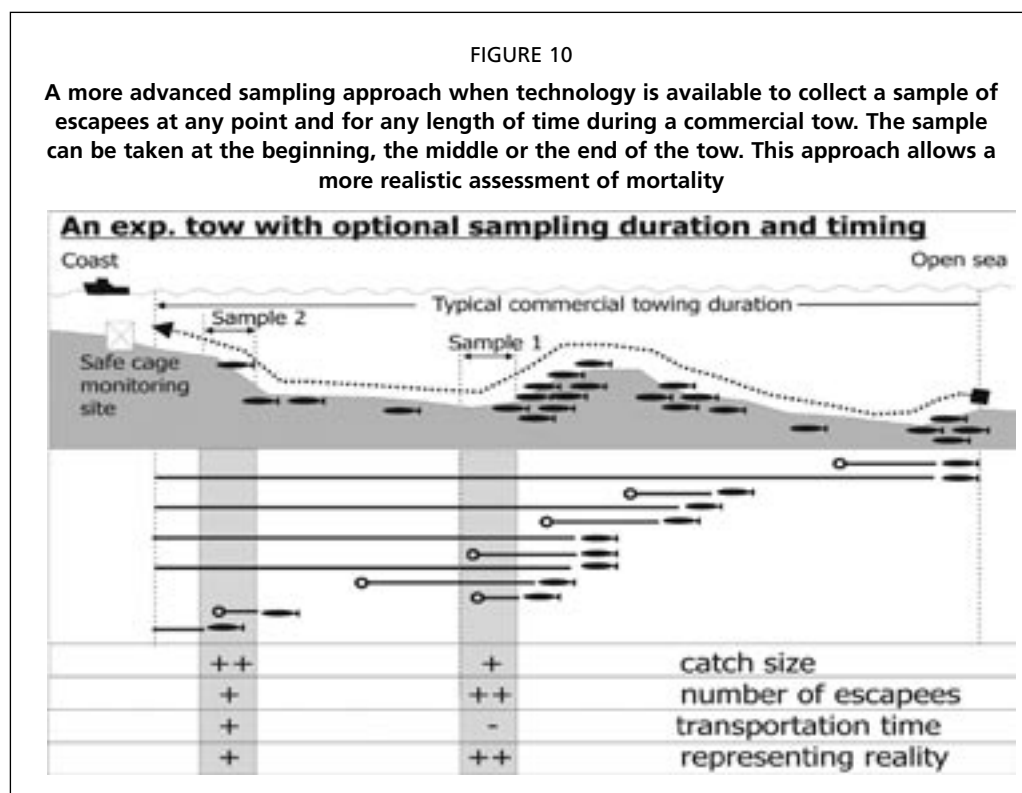 FIGURE 10
A more advanced sampling approach when technology is available to collect a sample of
escapees at any point and for any length of time during a commercial tow. The sample
can be taken at the beginning, the middle or the end of the tow. This approach allows a
more realistic assessment of mortality
An exp. tow with optional sampling duration and timing
Coast
Open sea
Typical commercial towing duration
Sample 2
Sample 1
Safe cage
monitoring
site
++ + catch size
+ ++ number of escapees
+ - transportation time
+ ++ representing reality